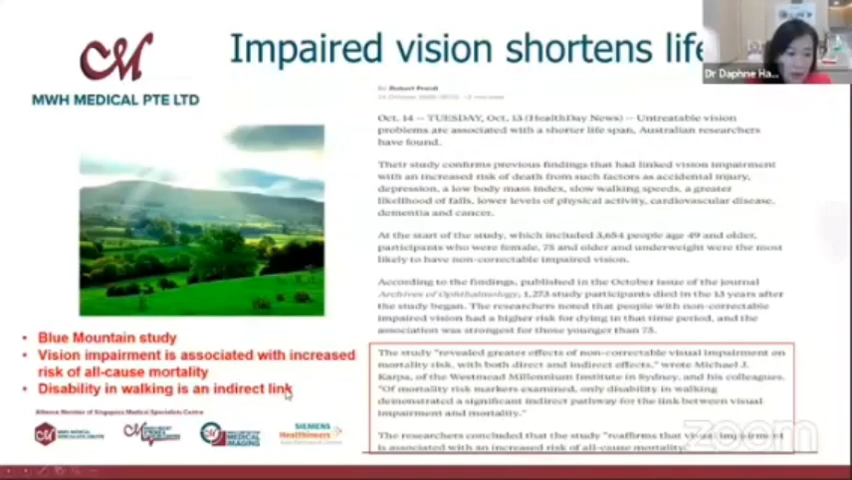 CM
MWH MEDICAL PTE LTD
Impaired vision shortens life
Dr Daphne Ha...
Oct. 14 -- TUESDAY, Oct. 13 (HealthDay News) -- Untreatable vision
problems are associated with a shorter life span, Australian researchers
have found.
Their study confirms previous findings that had linked vision impairment
with an increased risk of death from such factors as accidental injury,
depression, a low body mass index, slow walking speeds, a greater
likelihood of falls, lower levels of physical activity, cardiovascular disease,
dementia and cancer.
At the start of the study, which included 3,654 people age 49 and older,
participants who were female, 75 and older and underweight were the most
likely to have non-correctable impaired vision.
According to the findings, published in the October issue of the journal
Archives of Ophthalmology, 1,273 study participants died in the 13 years after
the study began. The researchers noted that people with non-correctable
impaired vision had a higher risk for dying in that time period, and the
association was strongest for those younger than 75.
The study "revealed greater effects of non-correctable visual impairment on
mortality risk, with both direct and indirect effects," wrote Michael J.
Karpa, of the Westmead Millennium Institute in Sydney, and his colleagues.
"Of mortality risk markers examined, only disability in walking
demonstrated a significant indirect pathway for the link between visual
impairment and mortality."
The researchers concluded that the study "reaffirms that visual impairment
is associated with an increased risk of all-cause mortality."
• Blue Mountain study
• Vision impairment is associated with increased
risk of all-cause mortality
• Disability in walking is an indirect link
Alliance Member of Singapore Medical Specialists Centre
MEDICAL
IMAGING
SIEMENS
Healthineers
zoom